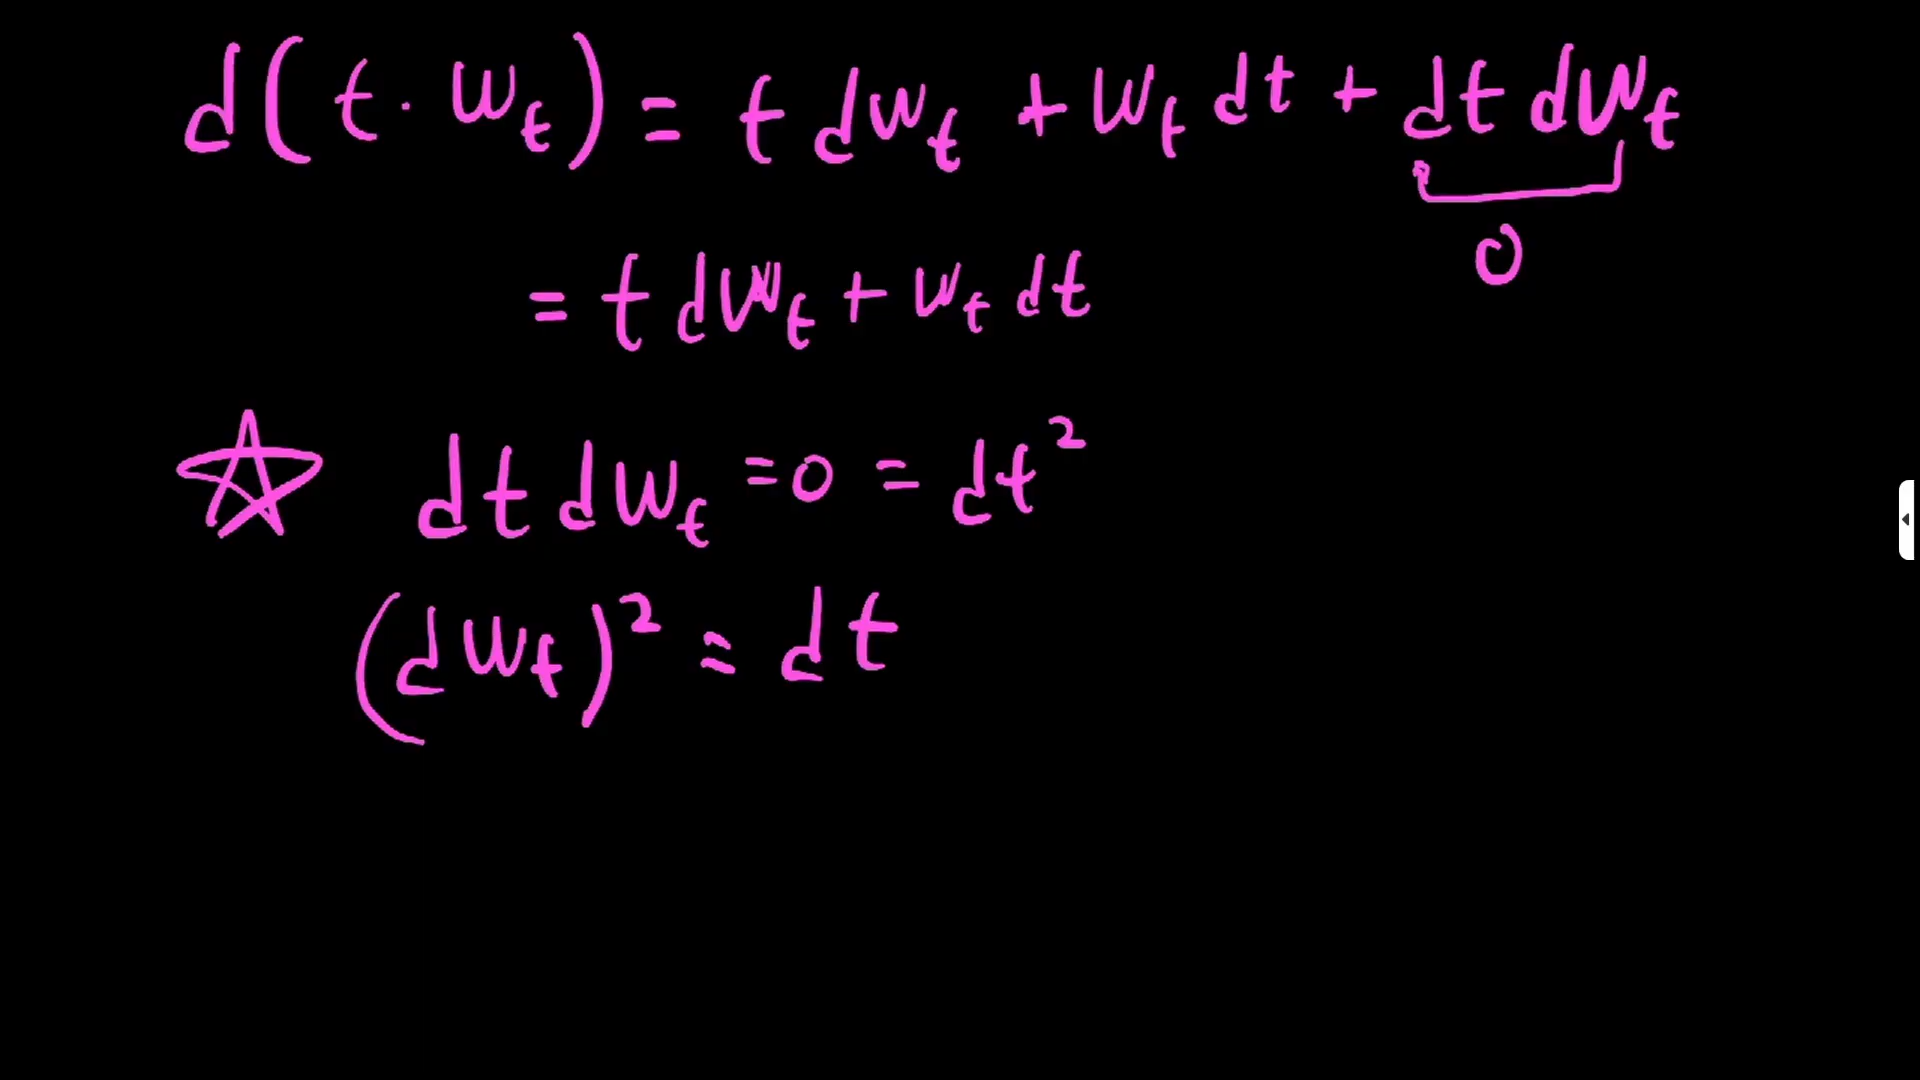 d(t · W_t) = t dW_t + W_t dt + dt dW_t
0
= t dW_t + W_t dt
☆ dt dW_t = 0 = dt²
(dW_t)² = dt